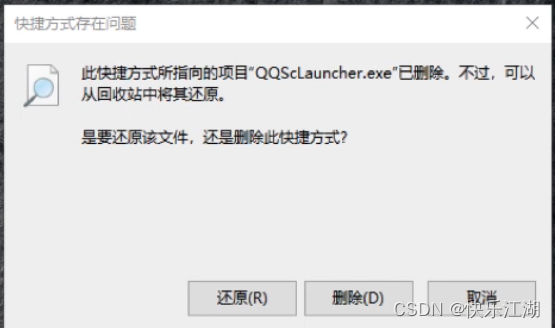 快捷方式存在问题
此快捷方式所指向的项目“QQScLauncher.exe”已删除。不过，可以
从回收站中将其还原。
是要还原该文件，还是删除此快捷方式?
还原(R)
删除(D)
取消
CSDN @快乐江湖